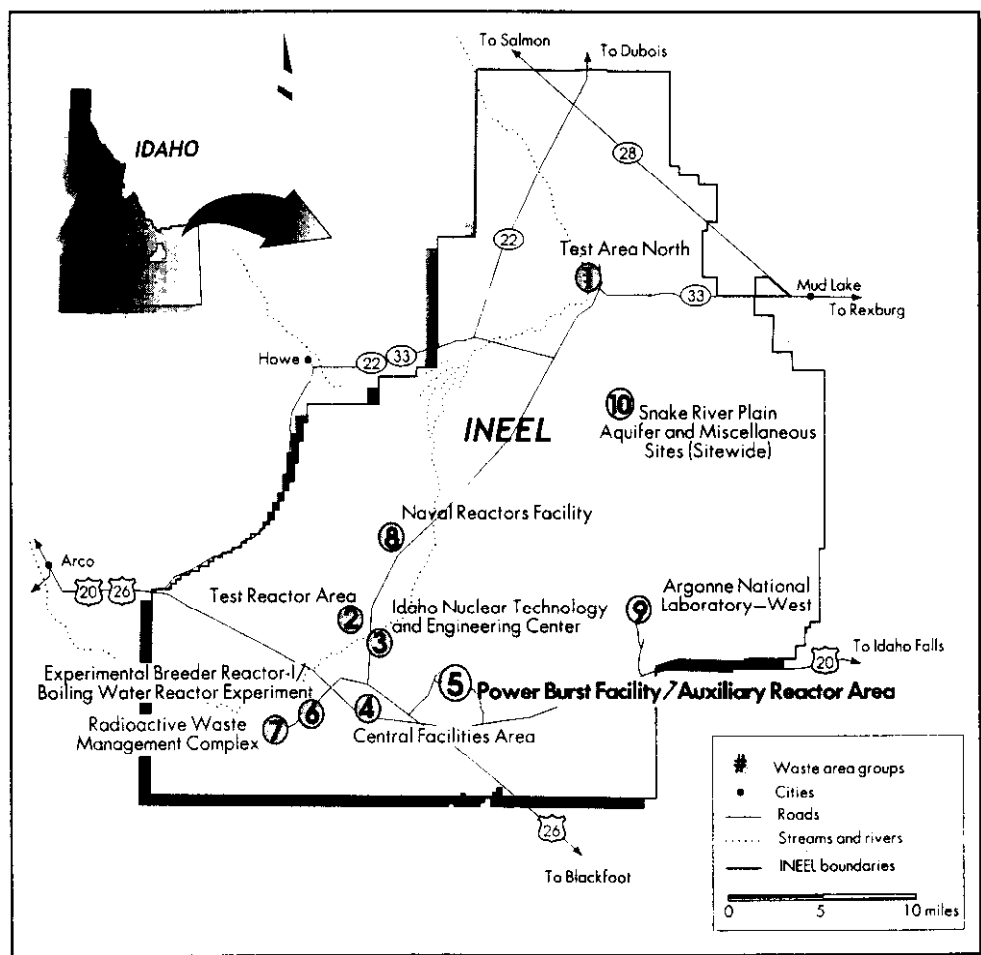 To Salmon
To Dubois
IDAHO
28
22
Test Area North
1
Mud Lake
33
To Rexburg
Howe
22
33
10
Snake River Plain
Aquifer and Miscellaneous
Sites (Sitewide)
INEEL
Naval Reactors Facility
8
Arco
20
26
Test Reactor Area
2
Idaho Nuclear Technology
and Engineering Center
3
Argonne National
Laboratory—West
9
To Idaho Falls
20
Experimental Breeder Reactor-I/
Boiling Water Reactor Experiment
5
Power Burst Facility / Auxiliary Reactor Area
6
4
Central Facilities Area
7
Radioactive Waste
Management Complex
26
To Blackfoot
# Waste area groups
Cities
Roads
Streams and rivers
INEEL boundaries
0 5 10 miles